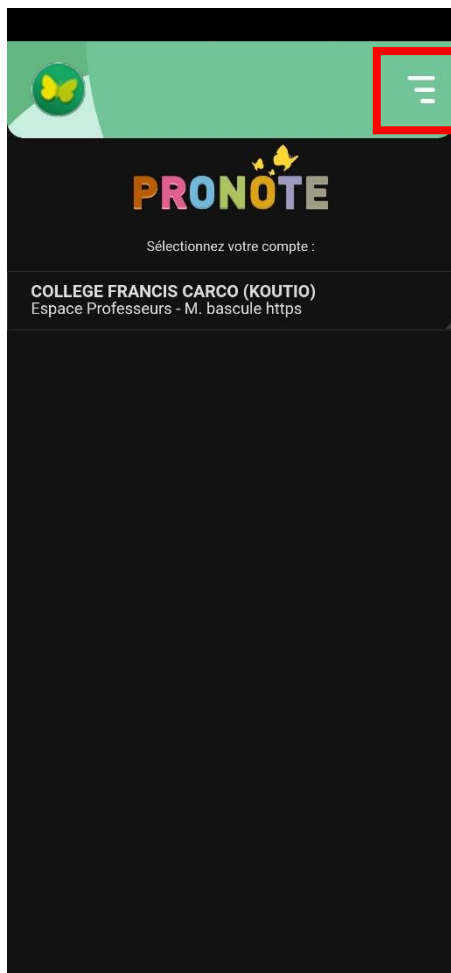 PRONOTE
Sélectionnez votre compte :
COLLEGE FRANCIS CARCO (KOUTIO)
Espace Professeurs - M. bascule https